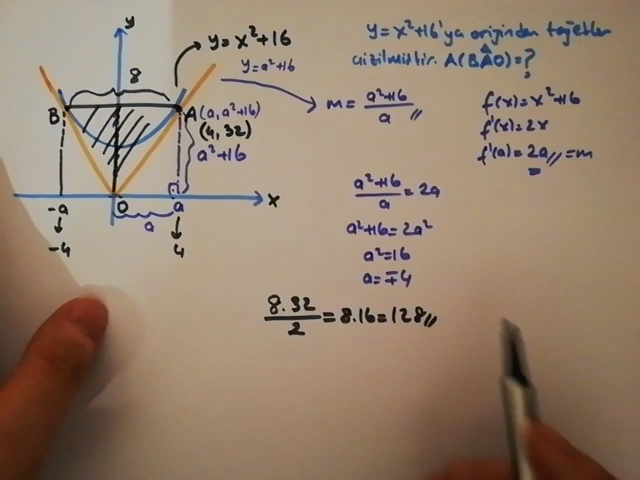 y=x²+16'ya orijinden teğetler
çizilmiştir. A(BÂO)=?
y
y=x²+16
y=a²+16
8
B
A(a,a²+16)
(4,32)
a²+16
m=a²+16/a
f(x)=x²+16
f'(x)=2x
f'(a)=2a=m
-a
O
a
x
a
-4
4
a²+16/a=2a
a²+16=2a²
a²=16
a=∓4
8.32/2=8.16=128